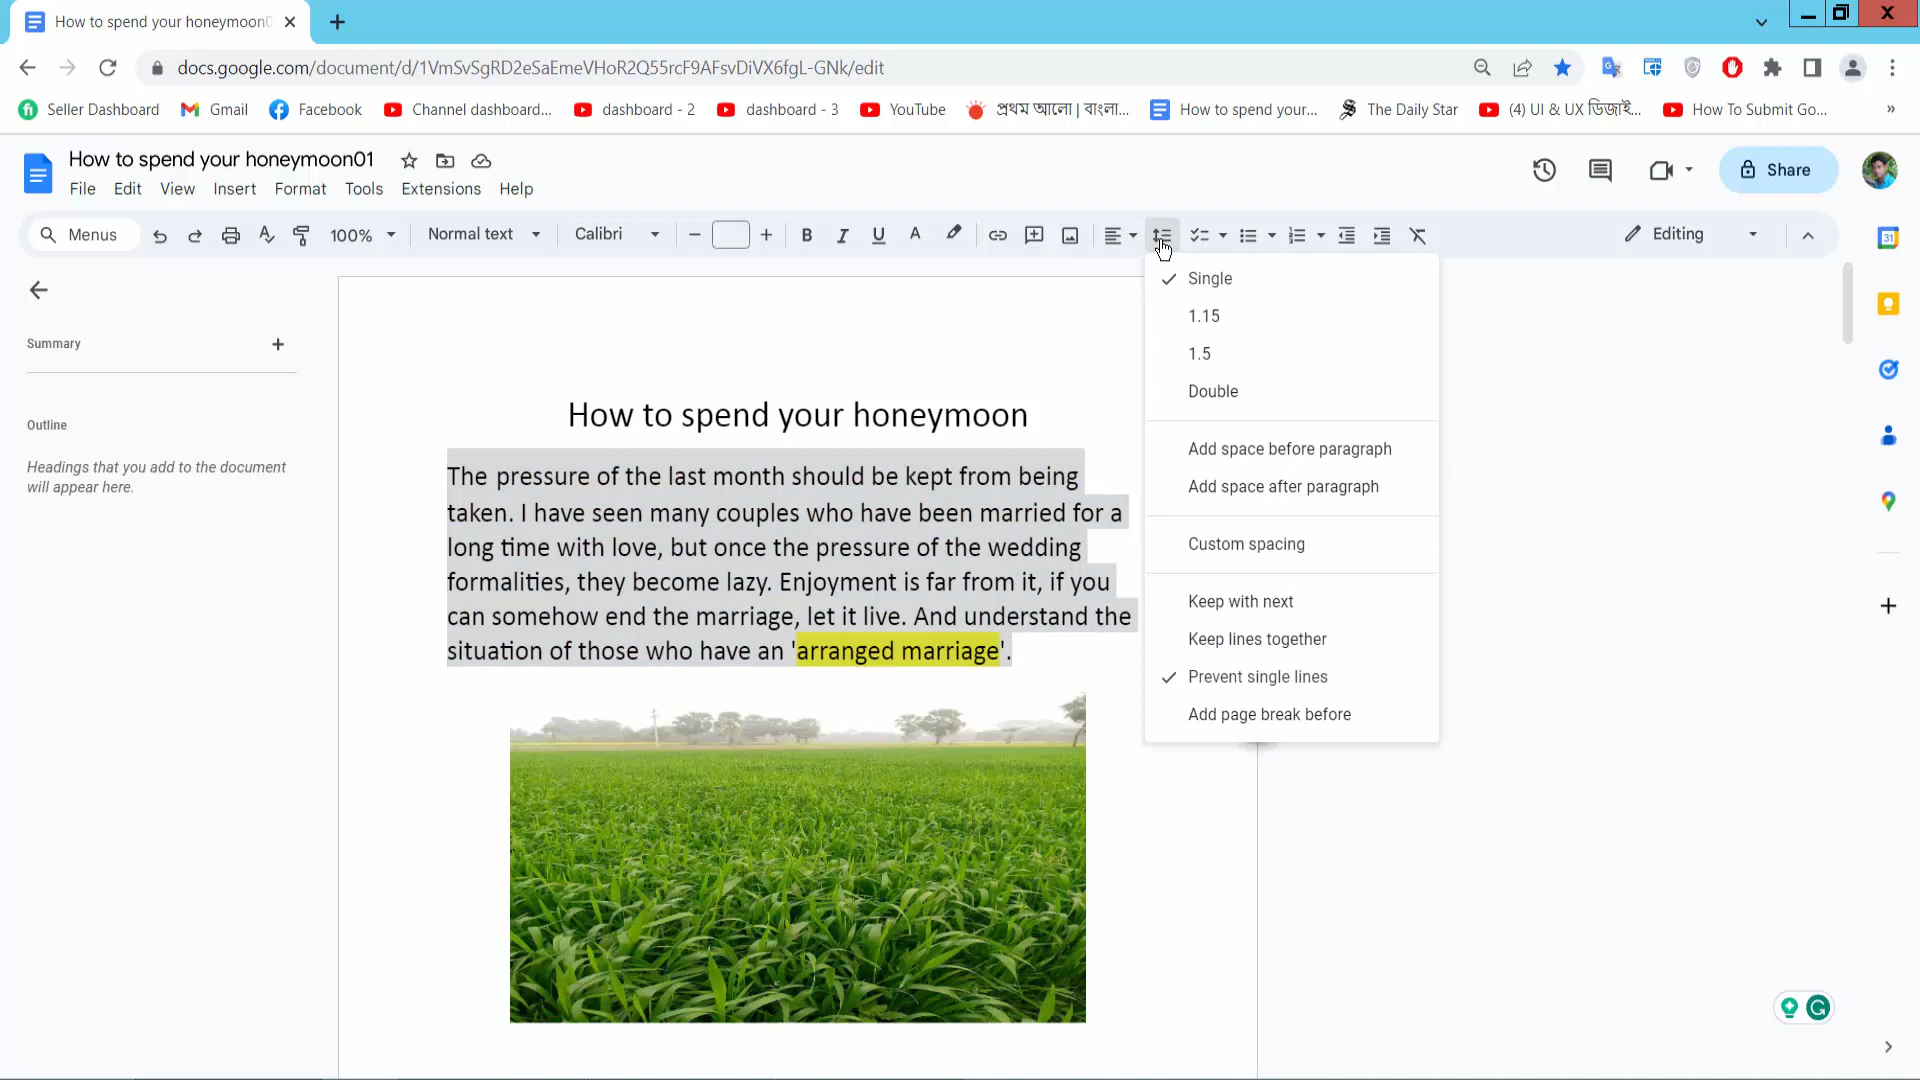 How to spend your honeymoon0
docs.google.com/document/d/1VmSvSgRD2eSaEmeVHoR2Q55rcF9AFsvDiVX6fgL-GNk/edit
Seller Dashboard Gmail Facebook Channel dashboard... dashboard - 2 dashboard - 3 YouTube প্রথম আলো | বাংলা... How to spend your... The Daily Star (4) UI & UX ডিজাই... How To Submit Go... »
How to spend your honeymoon01
File Edit View Insert Format Tools Extensions Help
Share
Menus 100% Normal text Calibri B I U A Editing
31
Single
1.15
1.5
Double
Add space before paragraph
Add space after paragraph
Custom spacing
Keep with next
Keep lines together
Prevent single lines
Add page break before
Summary
Outline
Headings that you add to the document
will appear here.
How to spend your honeymoon
The pressure of the last month should be kept from being
taken. I have seen many couples who have been married for a
long time with love, but once the pressure of the wedding
formalities, they become lazy. Enjoyment is far from it, if you
can somehow end the marriage, let it live. And understand the
situation of those who have an 'arranged marriage'.